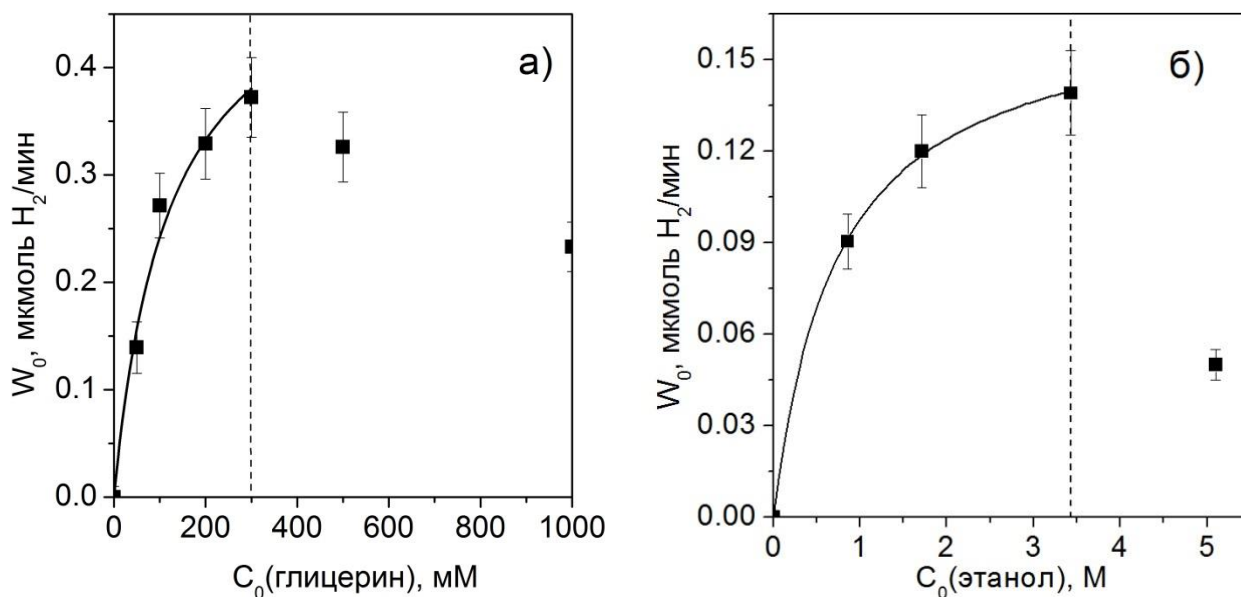 а)
W₀, мкмоль H₂/мин
0.4
0.3
0.2
0.1
0.0
0 200 400 600 800 1000
C₀(глицерин), мМ
б)
W₀, мкмоль H₂/мин
0.15
0.12
0.09
0.06
0.03
0.00
0 1 2 3 4 5
C₀(этанол), М